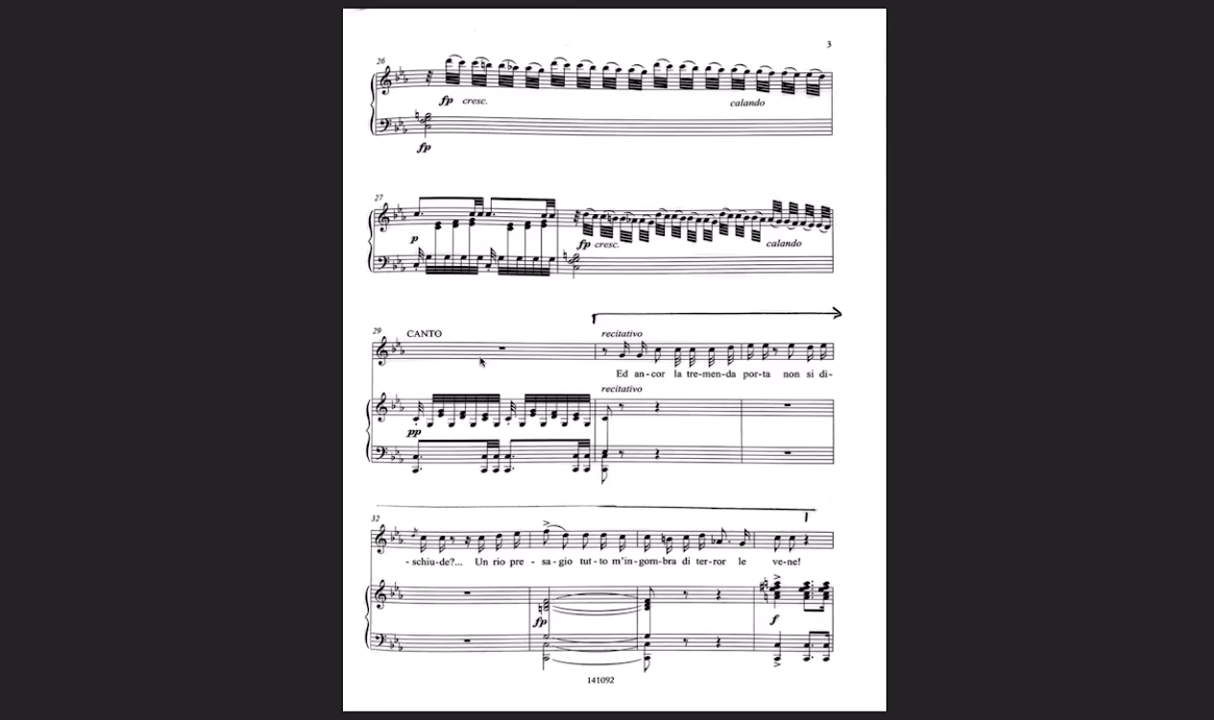 3
26
fp cresc. calando
fp
27
p fp cresc. calando
29 CANTO recitativo
Ed an-cor la tre-men-da por-ta non si di-
recitativo
pp
32
- schiu-de?... Un rio pre - sa-gio tut-to m'in-gom-bra di ter-ror le ve-ne!
fp f
141092